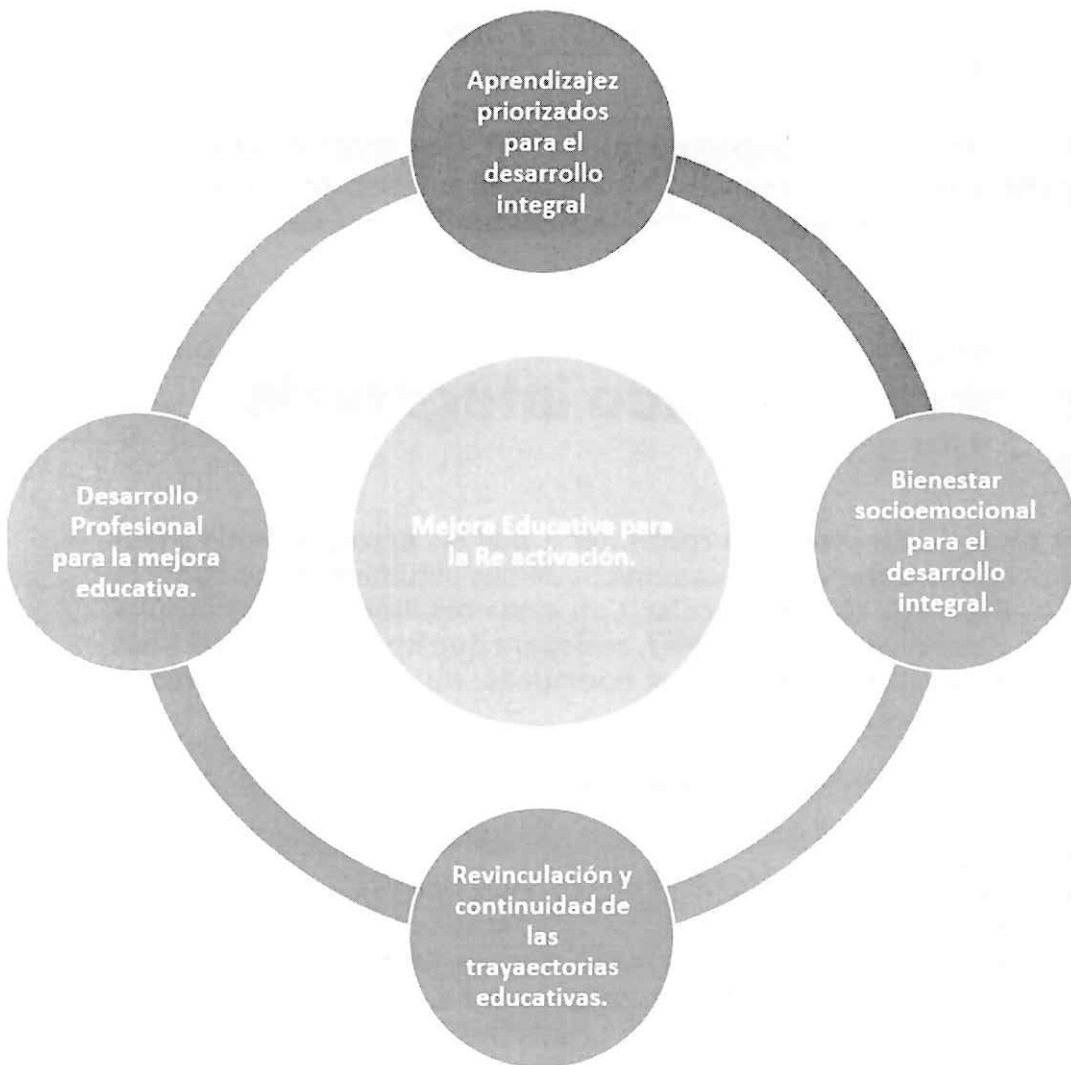 Aprendizajez
priorizados
para el
desarrollo
integral
Desarrollo
Profesional
para la mejora
educativa.
Mejora Educativa para
la Re activación.
Bienestar
socioemocional
para el
desarrollo
integral.
Revinculación y
continuidad de
las
trayaectorias
educativas.